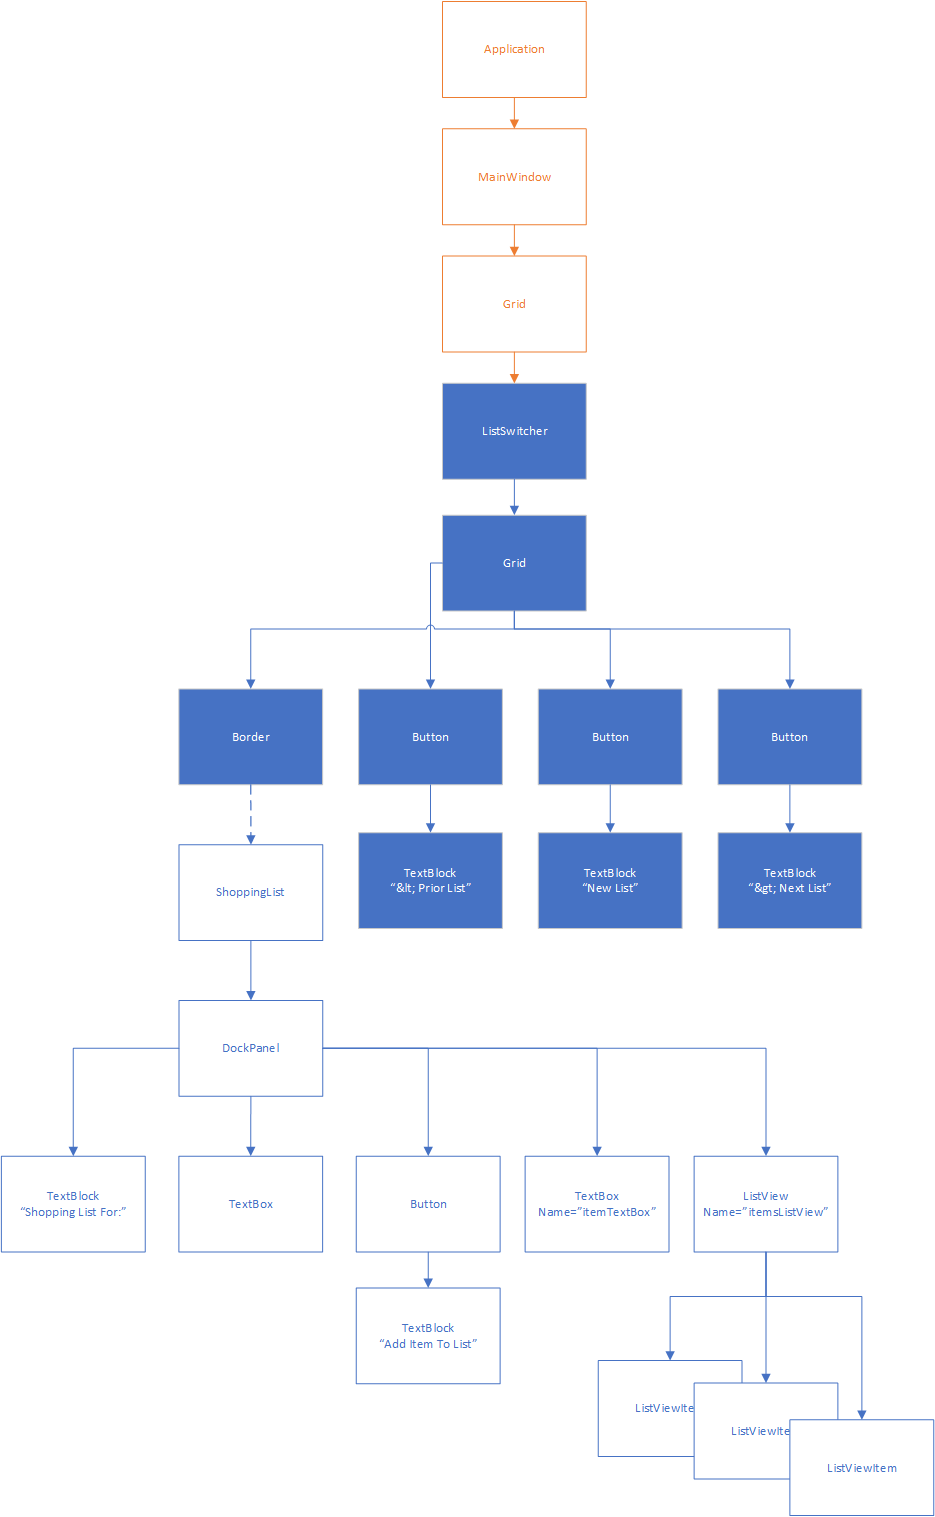 Application
MainWindow
Grid
ListSwitcher
Grid
Border
Button
Button
Button
TextBlock
“&lt; Prior List”
TextBlock
“New List”
TextBlock
“&gt; Next List”
ShoppingList
DockPanel
TextBlock
“Shopping List For:”
TextBox
Button
TextBox
Name=”itemTextBox”
ListView
Name=”itemsListView”
TextBlock
“Add Item To List”
ListViewIte
ListViewIte
ListViewItem